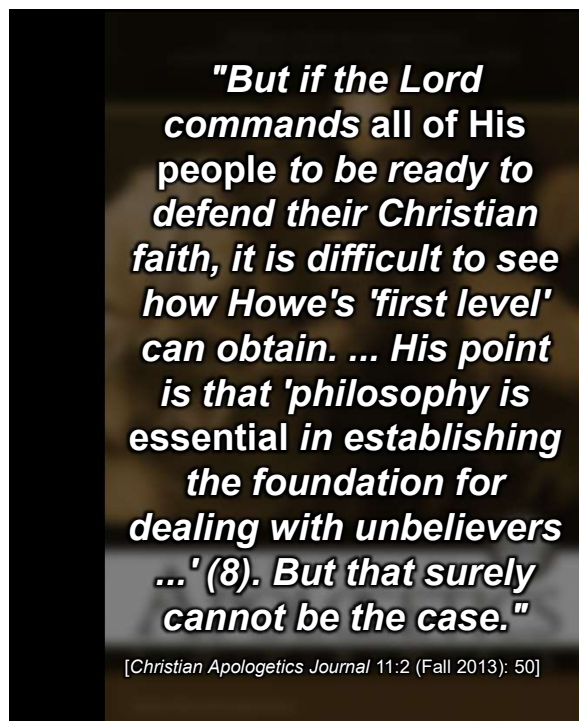 "But if the Lord
commands all of His
people to be ready to
defend their Christian
faith, it is difficult to see
how Howe's 'first level'
can obtain. ... His point
is that 'philosophy is
essential in establishing
the foundation for
dealing with unbelievers
...' (8). But that surely
cannot be the case."
[Christian Apologetics Journal 11:2 (Fall 2013): 50]